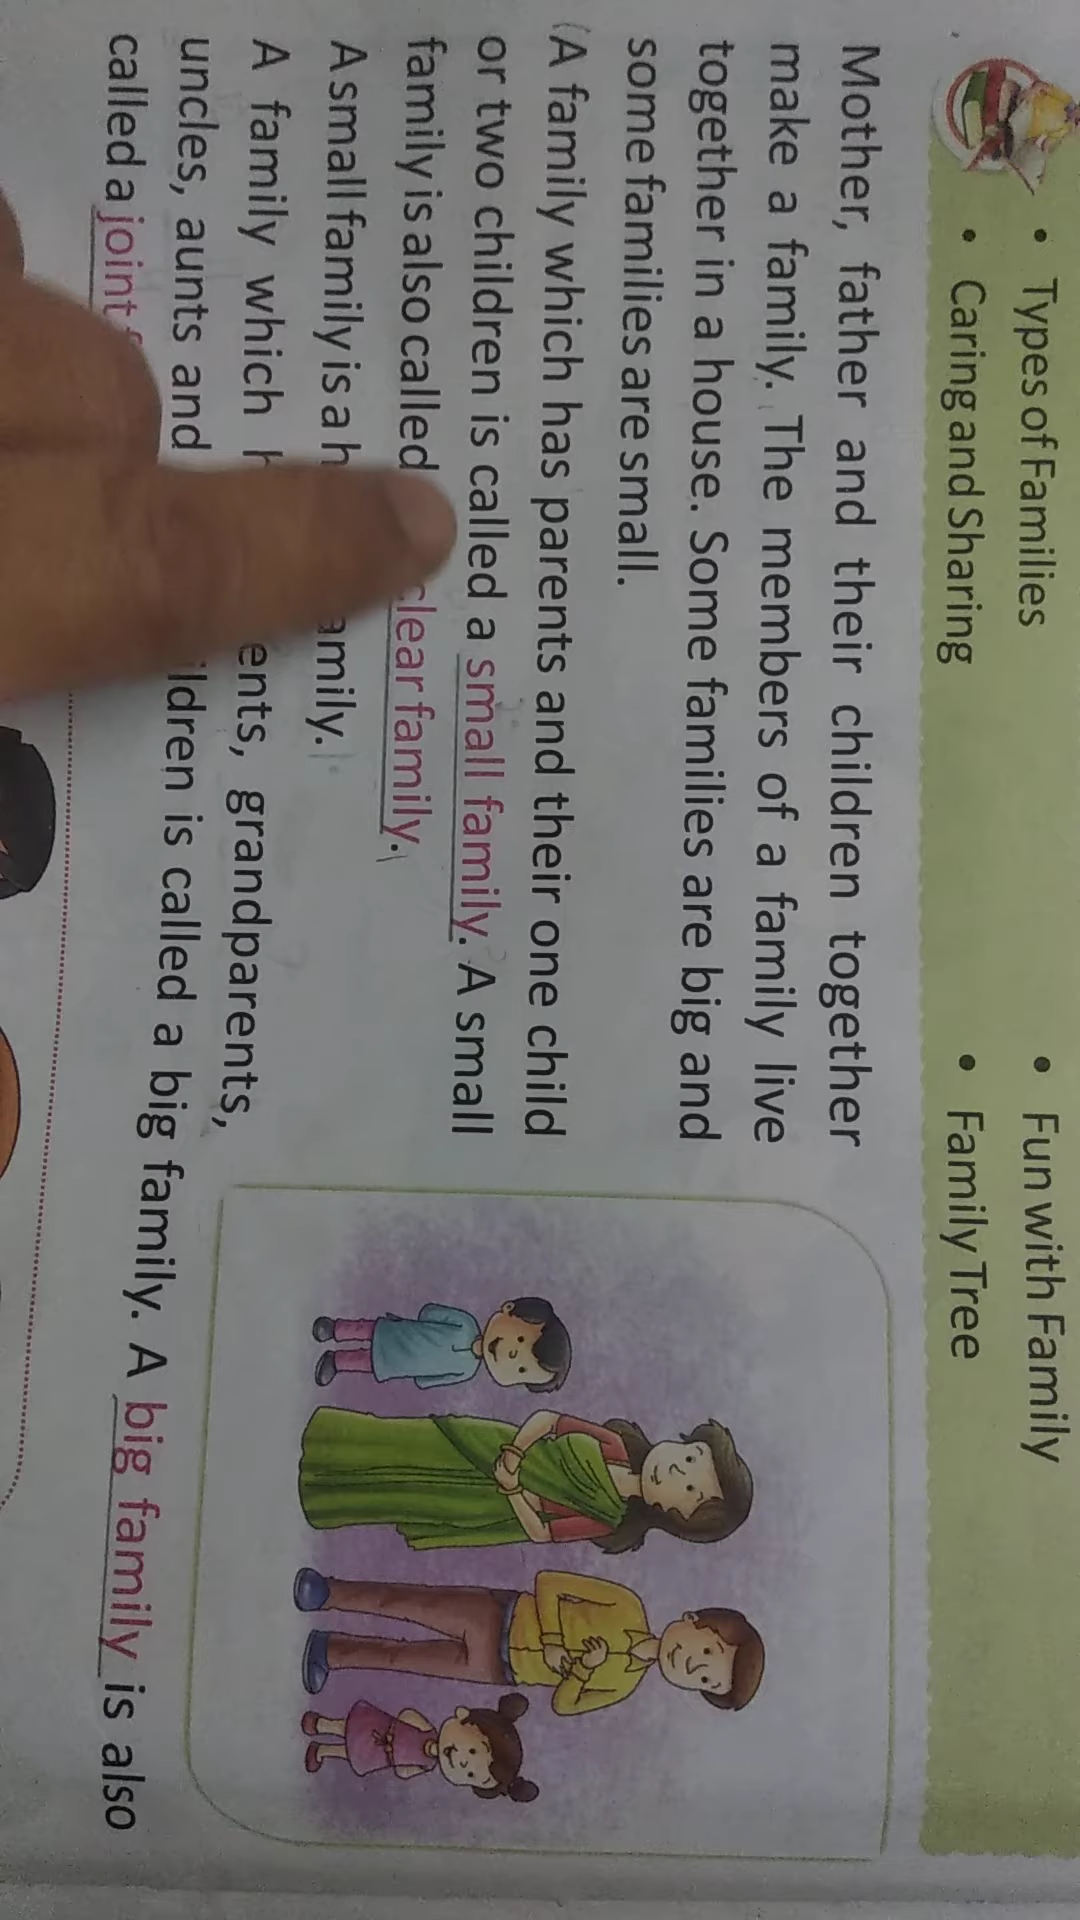 • Types of Families • Fun with Family
• Caring and Sharing • Family Tree
Mother, father and their children together
make a family. The members of a family live
together in a house. Some families are big and
some families are small.
(A family which has parents and their one child
or two children is called a small family. A small
family is also called clear family.
A small family is a h amily.
A family which h ents, grandparents,
uncles, aunts and ildren is called a big family. A big family is also
called a joint